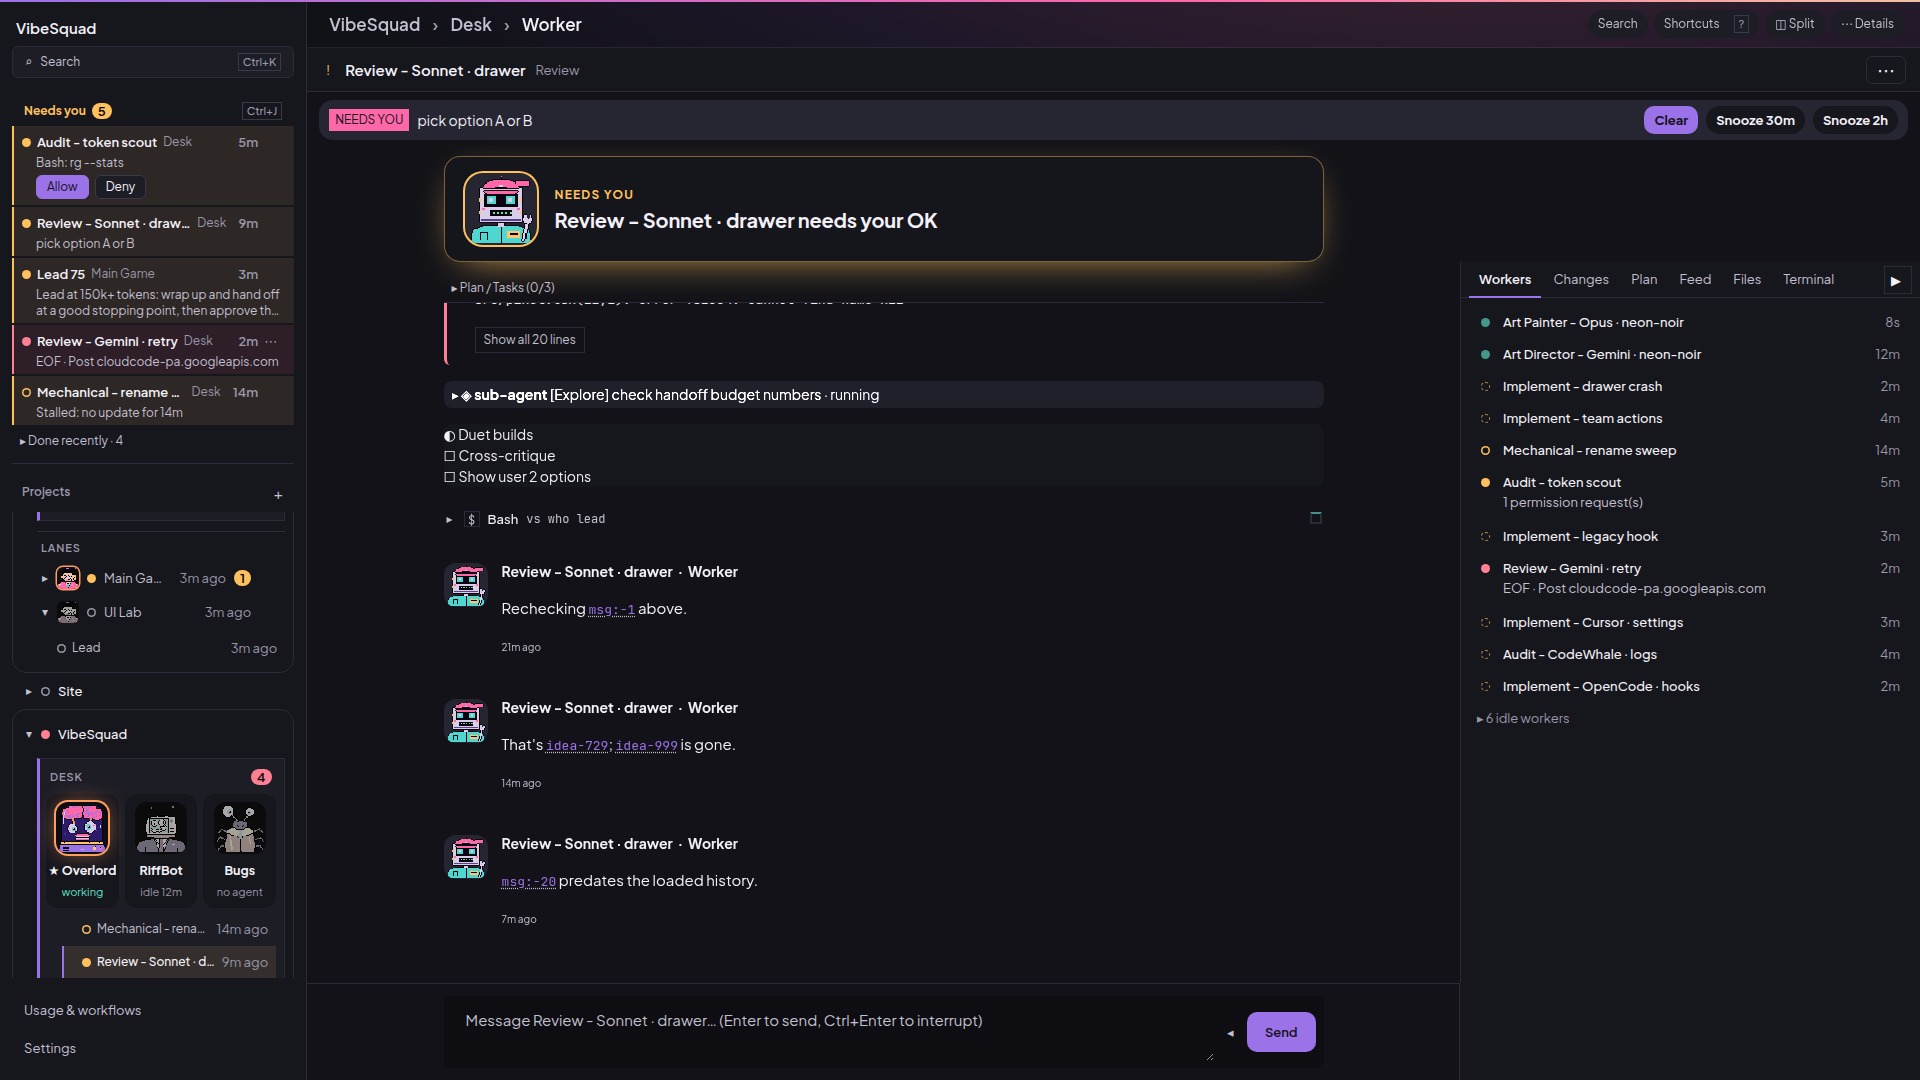 VibeSquad
Search Ctrl+K
Needs you 5 Ctrl+J
Audit – token scout Desk 5m
Bash: rg --stats
Allow Deny
Review – Sonnet · draw… Desk 9m
pick option A or B
Lead 75 Main Game 3m
Lead at 150k+ tokens: wrap up and hand off
at a good stopping point, then approve th…
Review – Gemini · retry Desk 2m ⋯
EOF · Post cloudcode-pa.googleapis.com
Mechanical – rename … Desk 14m
Stalled: no update for 14m
▸ Done recently · 4
Projects +
LANES
▸ Main Ga… 3m ago 1
▾ UI Lab 3m ago
Lead 3m ago
▸ Site
▾ VibeSquad
DESK 4
★ Overlord RiffBot Bugs
working idle 12m no agent
Mechanical – rena… 14m ago
Review – Sonnet · d… 9m ago
Usage & workflows
Settings
VibeSquad › Desk › Worker
Search Shortcuts ? Split ⋯ Details
! Review – Sonnet · drawer Review ⋯
NEEDS YOU pick option A or B Clear Snooze 30m Snooze 2h
NEEDS YOU
Review – Sonnet · drawer needs your OK
▸ Plan / Tasks (0/3)
Show all 20 lines
▸ ◈ sub-agent [Explore] check handoff budget numbers · running
◐ Duet builds
☐ Cross-critique
☐ Show user 2 options
▸ $ Bash vs who lead
Review – Sonnet · drawer · Worker
Rechecking msg:-1 above.
21m ago
Review – Sonnet · drawer · Worker
That's idea-729; idea-999 is gone.
14m ago
Review – Sonnet · drawer · Worker
msg:-20 predates the loaded history.
7m ago
Message Review – Sonnet · drawer… (Enter to send, Ctrl+Enter to interrupt)
◂ Send
Workers Changes Plan Feed Files Terminal ▶
Art Painter – Opus · neon-noir 8s
Art Director – Gemini · neon-noir 12m
Implement – drawer crash 2m
Implement – team actions 4m
Mechanical – rename sweep 14m
Audit – token scout 5m
1 permission request(s)
Implement – legacy hook 3m
Review – Gemini · retry 2m
EOF · Post cloudcode-pa.googleapis.com
Implement – Cursor · settings 3m
Audit – CodeWhale · logs 4m
Implement – OpenCode · hooks 2m
▸ 6 idle workers